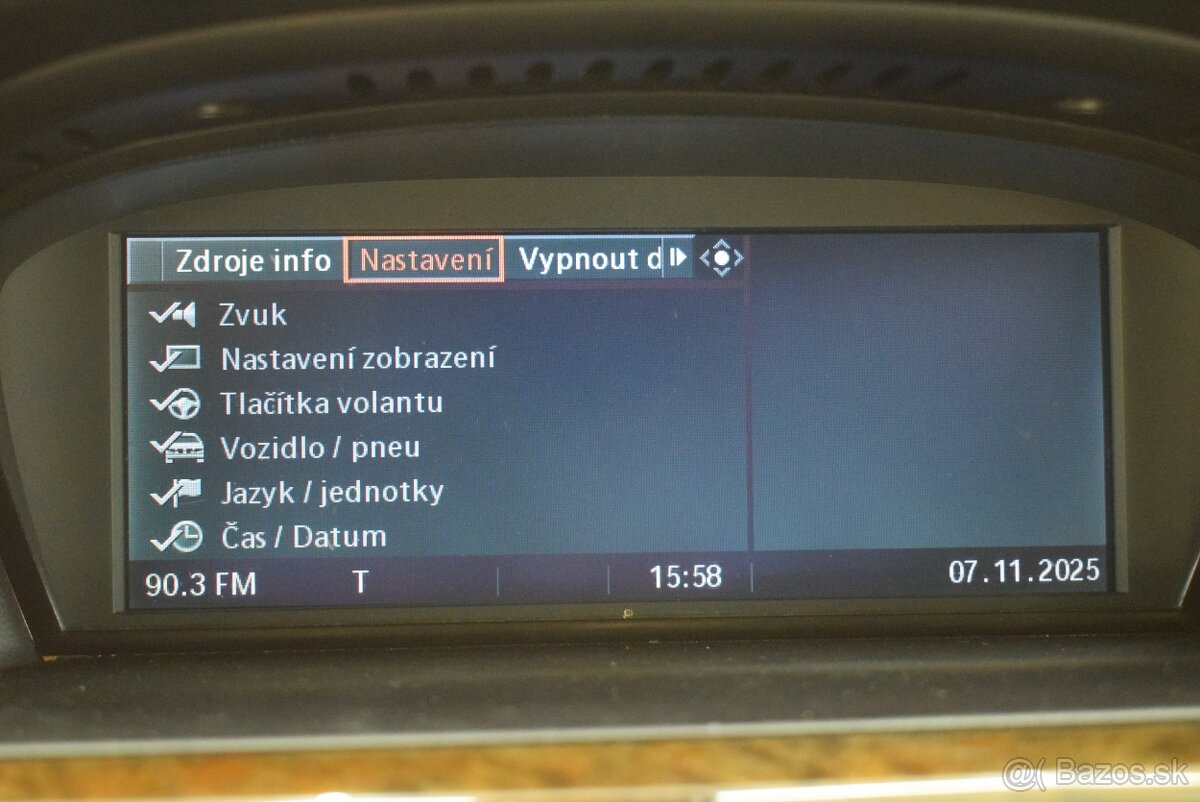 Zdroje info Nastavení Vypnout d
Zvuk
Nastavení zobrazení
Tlačítka volantu
Vozidlo / pneu
Jazyk / jednotky
Čas / Datum
90.3 FM T 15:58 07.11.2025
@( Bazos.sk